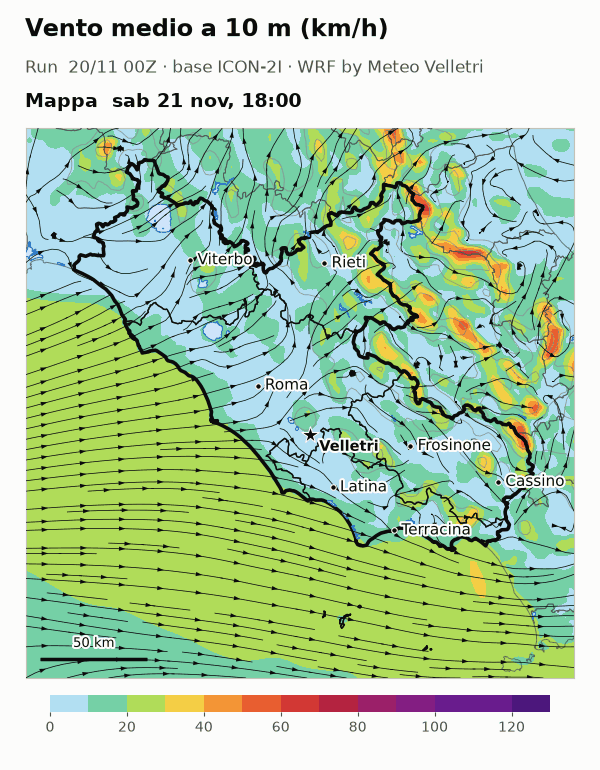 Vento medio a 10 m (km/h)
Run  20/11 00Z · base ICON-2I · WRF by Meteo Velletri
Mappa  sab 21 nov, 18:00
Viterbo
Rieti
Roma
Velletri
Frosinone
Cassino
Latina
Terracina
50 km
0 20 40 60 80 100 120